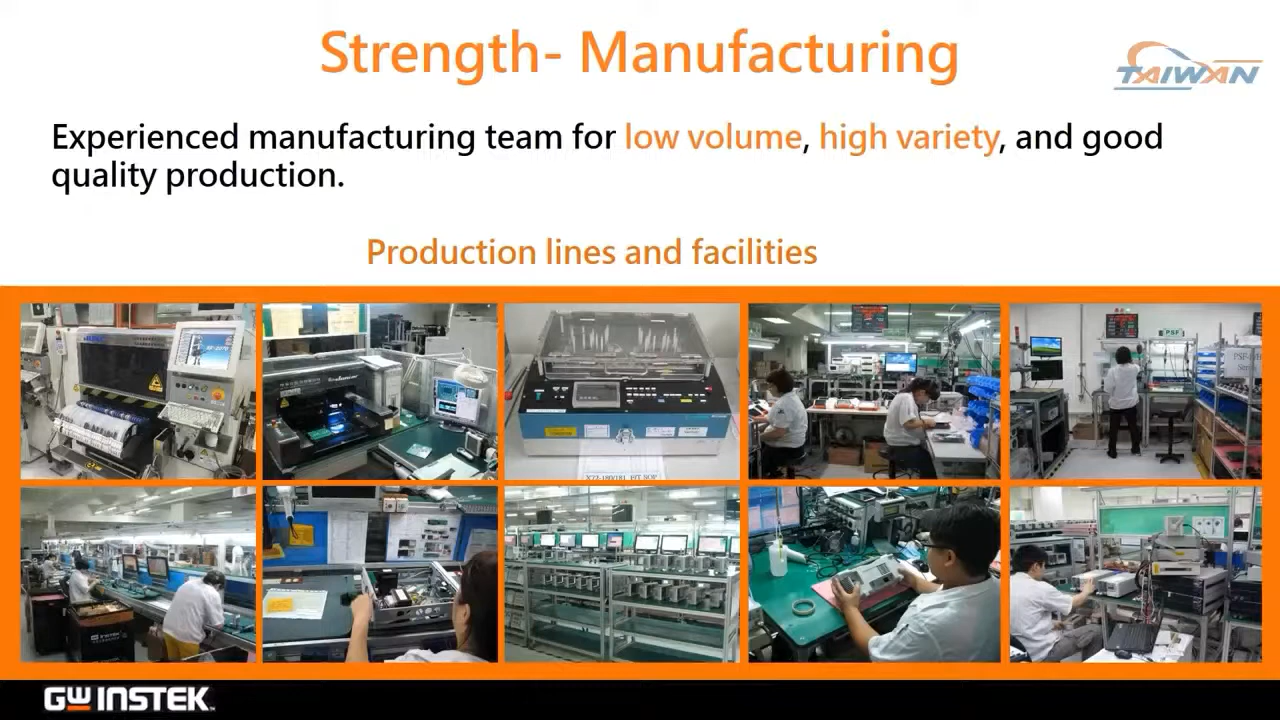 Strength- Manufacturing
TAIWAN
Experienced manufacturing team for low volume, high variety, and good
quality production.
Production lines and facilities
PSF
GW INSTEK